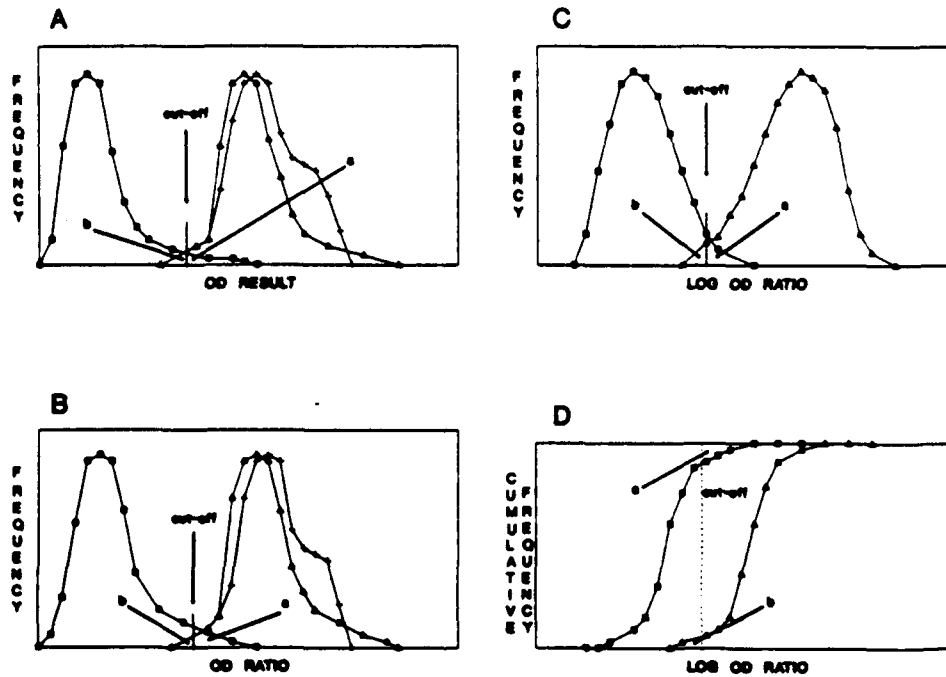 A
FREQUENCY
cut-off
b
a
OD RESULT
B
FREQUENCY
cut-off
b
a
OD RATIO
C
FREQUENCY
cut-off
b
a
LOG OD RATIO
D
CUMULATIVE
FREQUENCY
a
cut-off
b
LOG OD RATIO